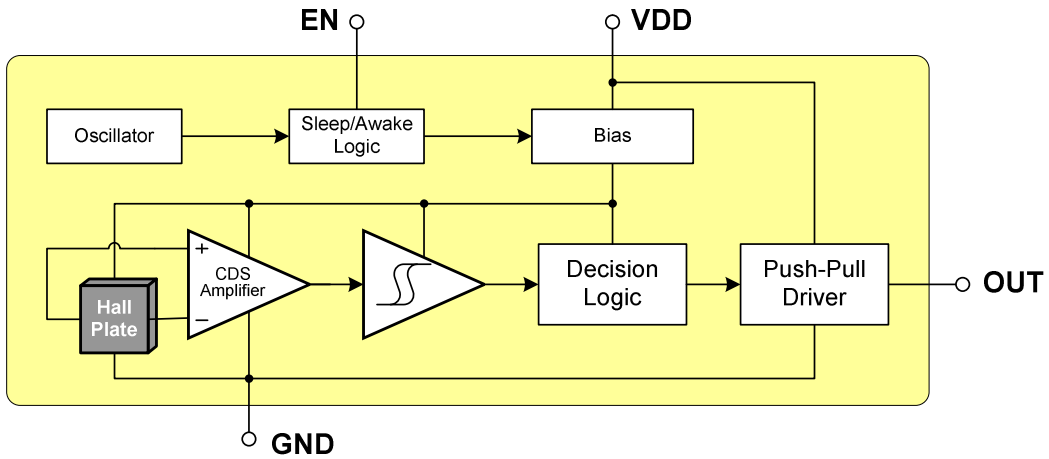 EN
VDD
Oscillator
Sleep/Awake
Logic
Bias
+
CDS
Amplifier
−
Hall
Plate
Decision
Logic
Push-Pull
Driver
OUT
GND